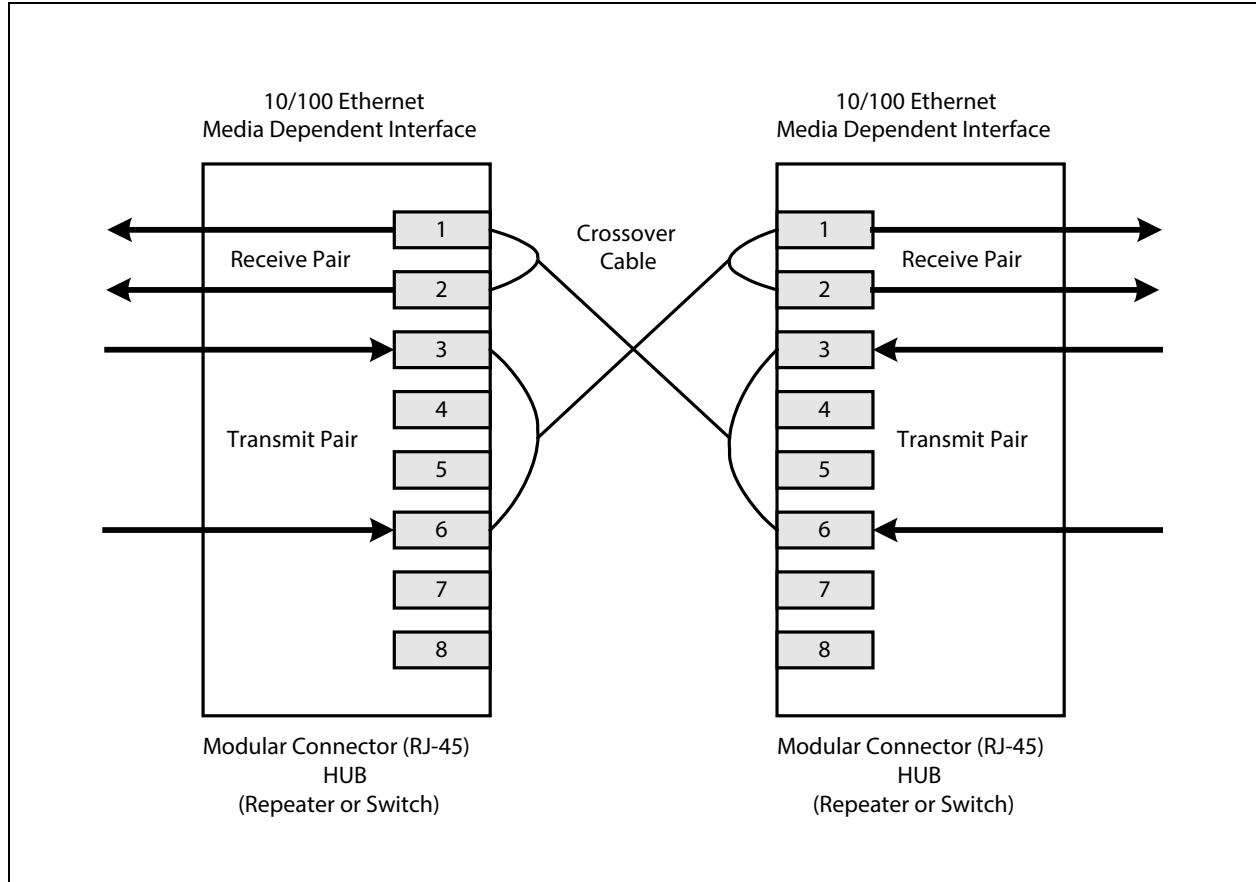 10/100 Ethernet
Media Dependent Interface
10/100 Ethernet
Media Dependent Interface
1
Receive Pair
2
3
4
Transmit Pair
5
6
7
8
Crossover
Cable
1
Receive Pair
2
3
4
Transmit Pair
5
6
7
8
Modular Connector (RJ-45)
HUB
(Repeater or Switch)
Modular Connector (RJ-45)
HUB
(Repeater or Switch)